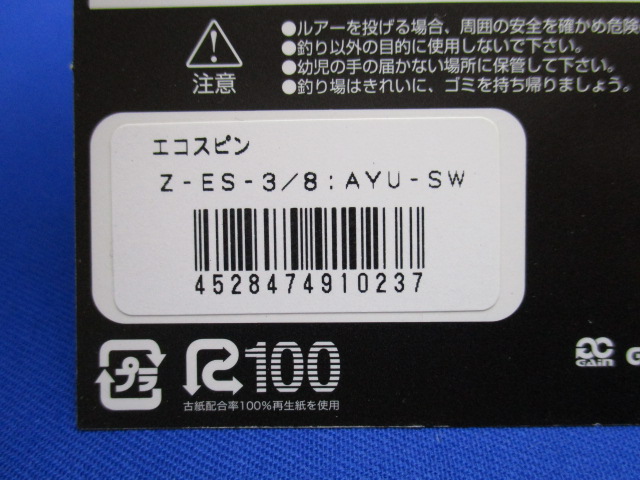 ●ルアーを投げる場合、周囲の安全を確かめ危険
●釣り以外の目的に使用しないで下さい。
●幼児の手の届かない場所に保管して下さい。
●釣り場はきれいに、ゴミを持ち帰りましょう。
注意
エコスピン
Z-ES-3/8:AYU-SW
4528474910237
プラ
R100
古紙配合率100%再生紙を使用
GAIN